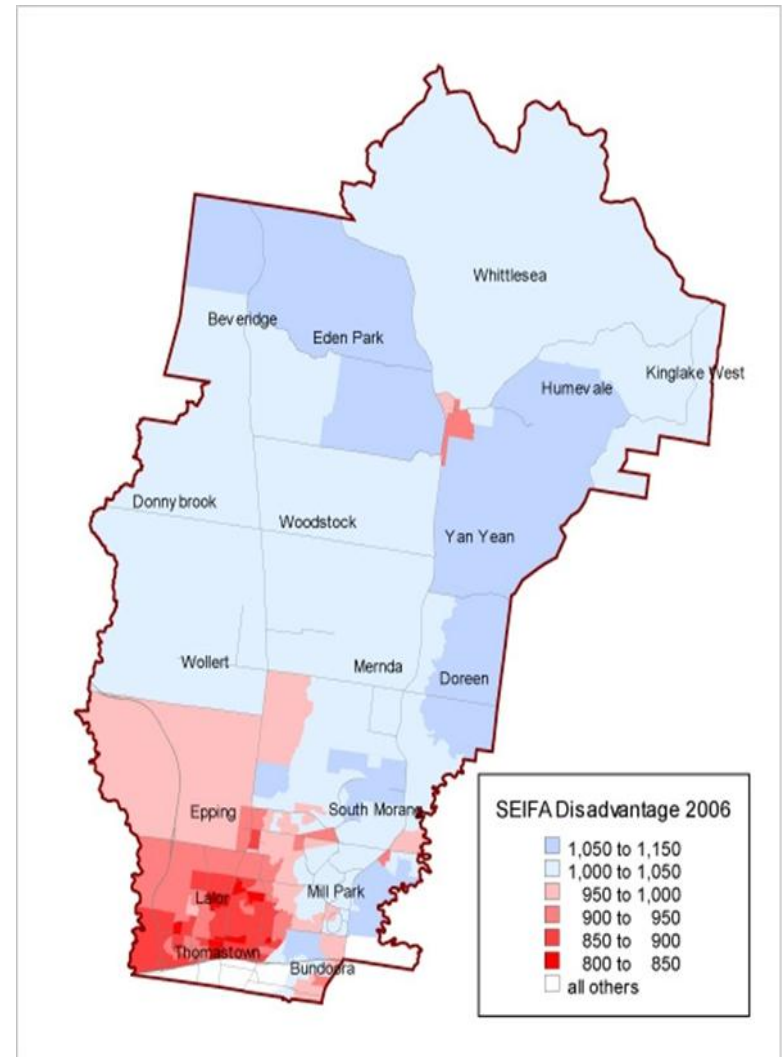 Whittlesea
Beveridge
Eden Park
Kinglake West
Humevale
Donnybrook
Woodstock
Yan Yean
Wollert
Mernda
Doreen
Epping
South Morang
Lalor
Mill Park
Thomastown
Bundoora
SEIFA Disadvantage 2006
1,050 to 1,150
1,000 to 1,050
950 to 1,000
900 to 950
850 to 900
800 to 850
all others